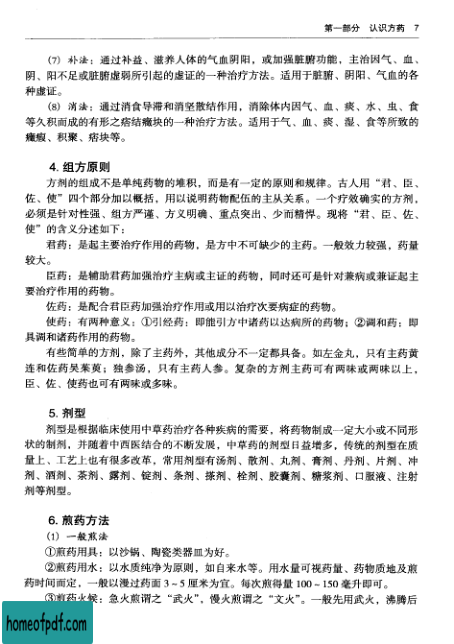 第一部分 认识方药 7
(7) 补法：通过补益、滋养人体的气血阴阳，或加强脏腑功能，主治因气、血、
阴、阳不足或脏腑虚弱所引起的虚证的一种治疗方法。适用于脏腑、阴阳、气血的各
种虚证。
(8) 消法：通过消食导滞和消坚散结作用，消除体内因气、血、痰、水、虫、食
等久积而成的有形之痞结癥块的一种治疗方法。适用于气、血、痰、湿、食等所致的
癥瘕、积聚、痞块等。
4. 组方原则
方剂的组成不是单纯药物的堆积，而是有一定的原则和规律。古人用“君、臣、
佐、使”四个部分加以概括，用以说明药物配伍的主从关系。一个疗效确实的方剂，
必须是针对性强、组方严谨、方义明确、重点突出、少而精悍。现将“君、臣、佐、
使”的含义分述如下：
君药：是起主要治疗作用的药物，是方中不可缺少的主药。一般效力较强，药量
较大。
臣药：是辅助君药加强治疗主病或主证的药物，同时还可是针对兼病或兼证起主
要治疗作用的药物。
佐药：是配合君臣药加强治疗作用或用以治疗次要病症的药物。
使药：有两种意义：①引经药：即能引方中诸药以达病所的药物；②调和药：即
具调和诸药作用的药物。
有些简单的方剂，除了主药外，其他成分不一定都具备。如左金丸，只有主药黄
连和佐药吴茱萸；独参汤，只有主药人参。复杂的方剂主药可有两味或两味以上，
臣、佐、使药也可有两味或多味。
5. 剂型
剂型是根据临床使用中草药治疗各种疾病的需要，将药物制成一定大小或不同形
状的制剂，并随着中西医结合的不断发展，中草药的剂型日益增多，传统的剂型在质
量上、工艺上也有很多改革，常用剂型有汤剂、散剂、丸剂、膏剂、丹剂、片剂、冲
剂、酒剂、茶剂、露剂、锭剂、条剂、搽剂、栓剂、胶囊剂、糖浆剂、口服液、注射
剂等剂型。
6. 煎药方法
(1) 一般煎法
①煎药用具：以沙锅、陶瓷类器皿为好。
②煎药用水：以水质纯净为原则，如自来水等。用水量可视药量、药物质地及煎
药时间而定，一般以漫过药面3～5厘米为宜。每次煎得量100～150毫升即可。
③煎药火候：急火煎谓之“武火”，慢火煎谓之“文火”。一般先用武火，沸腾后
homeofpdf.com